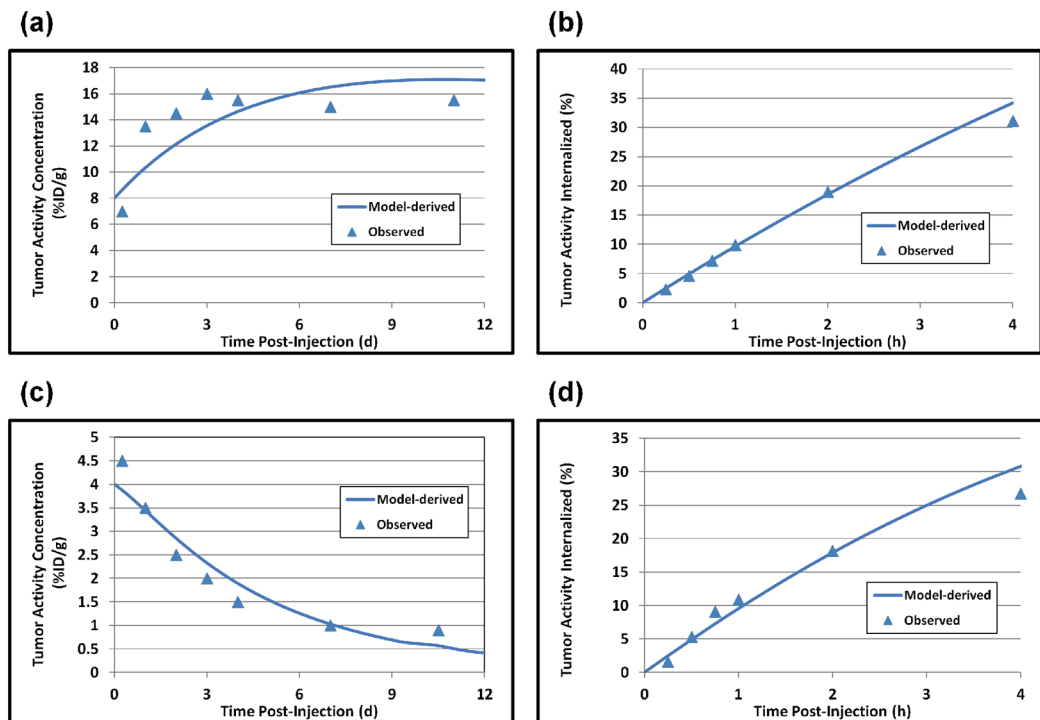 (a)
Tumor Activity Concentration
(%ID/g)
18
16
14
12
10
8
6
4
2
0
Model-derived
Observed
0 3 6 9 12
Time Post-Injection (d)
(b)
Tumor Activity Internalized (%)
40
35
30
25
20
15
10
5
0
Model-derived
Observed
0 1 2 3 4
Time Post-Injection (h)
(c)
Tumor Activity Concentration
(%ID/g)
5
4.5
4
3.5
3
2.5
2
1.5
1
0.5
0
Model-derived
Observed
0 3 6 9 12
Time Post-Injection (d)
(d)
Tumor Activity Internalized (%)
35
30
25
20
15
10
5
0
Model-derived
Observed
0 1 2 3 4
Time Post-Injection (h)